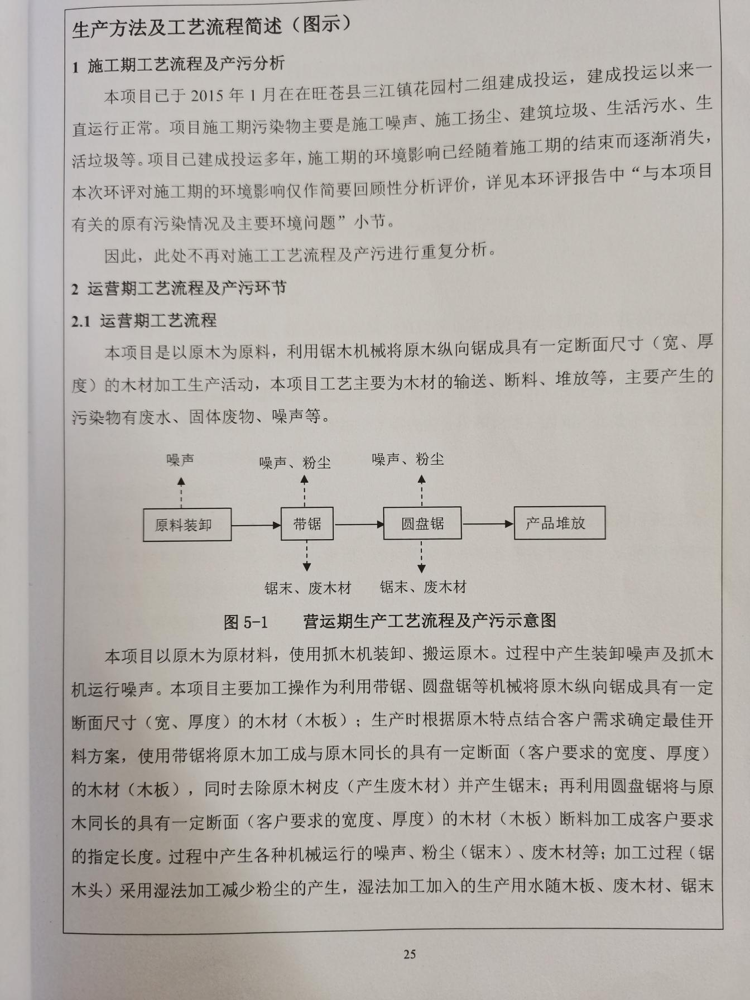 生产方法及工艺流程简述（图示）
1 施工期工艺流程及产污分析
本项目已于 2015 年 1 月在在旺苍县三江镇花园村二组建成投运，建成投运以来一
直运行正常。项目施工期污染物主要是施工噪声、施工扬尘、建筑垃圾、生活污水、生
活垃圾等。项目已建成投运多年，施工期的环境影响已经随着施工期的结束而逐渐消失，
本次环评对施工期的环境影响仅作简要回顾性分析评价，详见本环评报告中“与本项目
有关的原有污染情况及主要环境问题”小节。
因此，此处不再对施工工艺流程及产污进行重复分析。
2 运营期工艺流程及产污环节
2.1 运营期工艺流程
本项目是以原木为原料，利用锯木机械将原木纵向锯成具有一定断面尺寸（宽、厚
度）的木材加工生产活动，本项目工艺主要为木材的输送、断料、堆放等，主要产生的
污染物有废水、固体废物、噪声等。
噪声 噪声、粉尘 噪声、粉尘
原料装卸 带锯 圆盘锯 产品堆放
锯末、废木材 锯末、废木材
图 5-1 营运期生产工艺流程及产污示意图
本项目以原木为原材料，使用抓木机装卸、搬运原木。过程中产生装卸噪声及抓木
机运行噪声。本项目主要加工操作为利用带锯、圆盘锯等机械将原木纵向锯成具有一定
断面尺寸（宽、厚度）的木材（木板）；生产时根据原木特点结合客户需求确定最佳开
料方案，使用带锯将原木加工成与原木同长的具有一定断面（客户要求的宽度、厚度）
的木材（木板），同时去除原木树皮（产生废木材）并产生锯末；再利用圆盘锯将与原
木同长的具有一定断面（客户要求的宽度、厚度）的木材（木板）断料加工成客户要求
的指定长度。过程中产生各种机械运行的噪声、粉尘（锯末）、废木材等；加工过程（锯
木头）采用湿法加工减少粉尘的产生，湿法加工加入的生产用水随木板、废木材、锯末
25